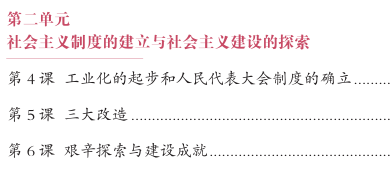 第二单元
社会主义制度的建立与社会主义建设的探索
第4课 工业化的起步和人民代表大会制度的确立.........
第5课 三大改造....................................................
第6课 艰辛探索与建设成就.....................................